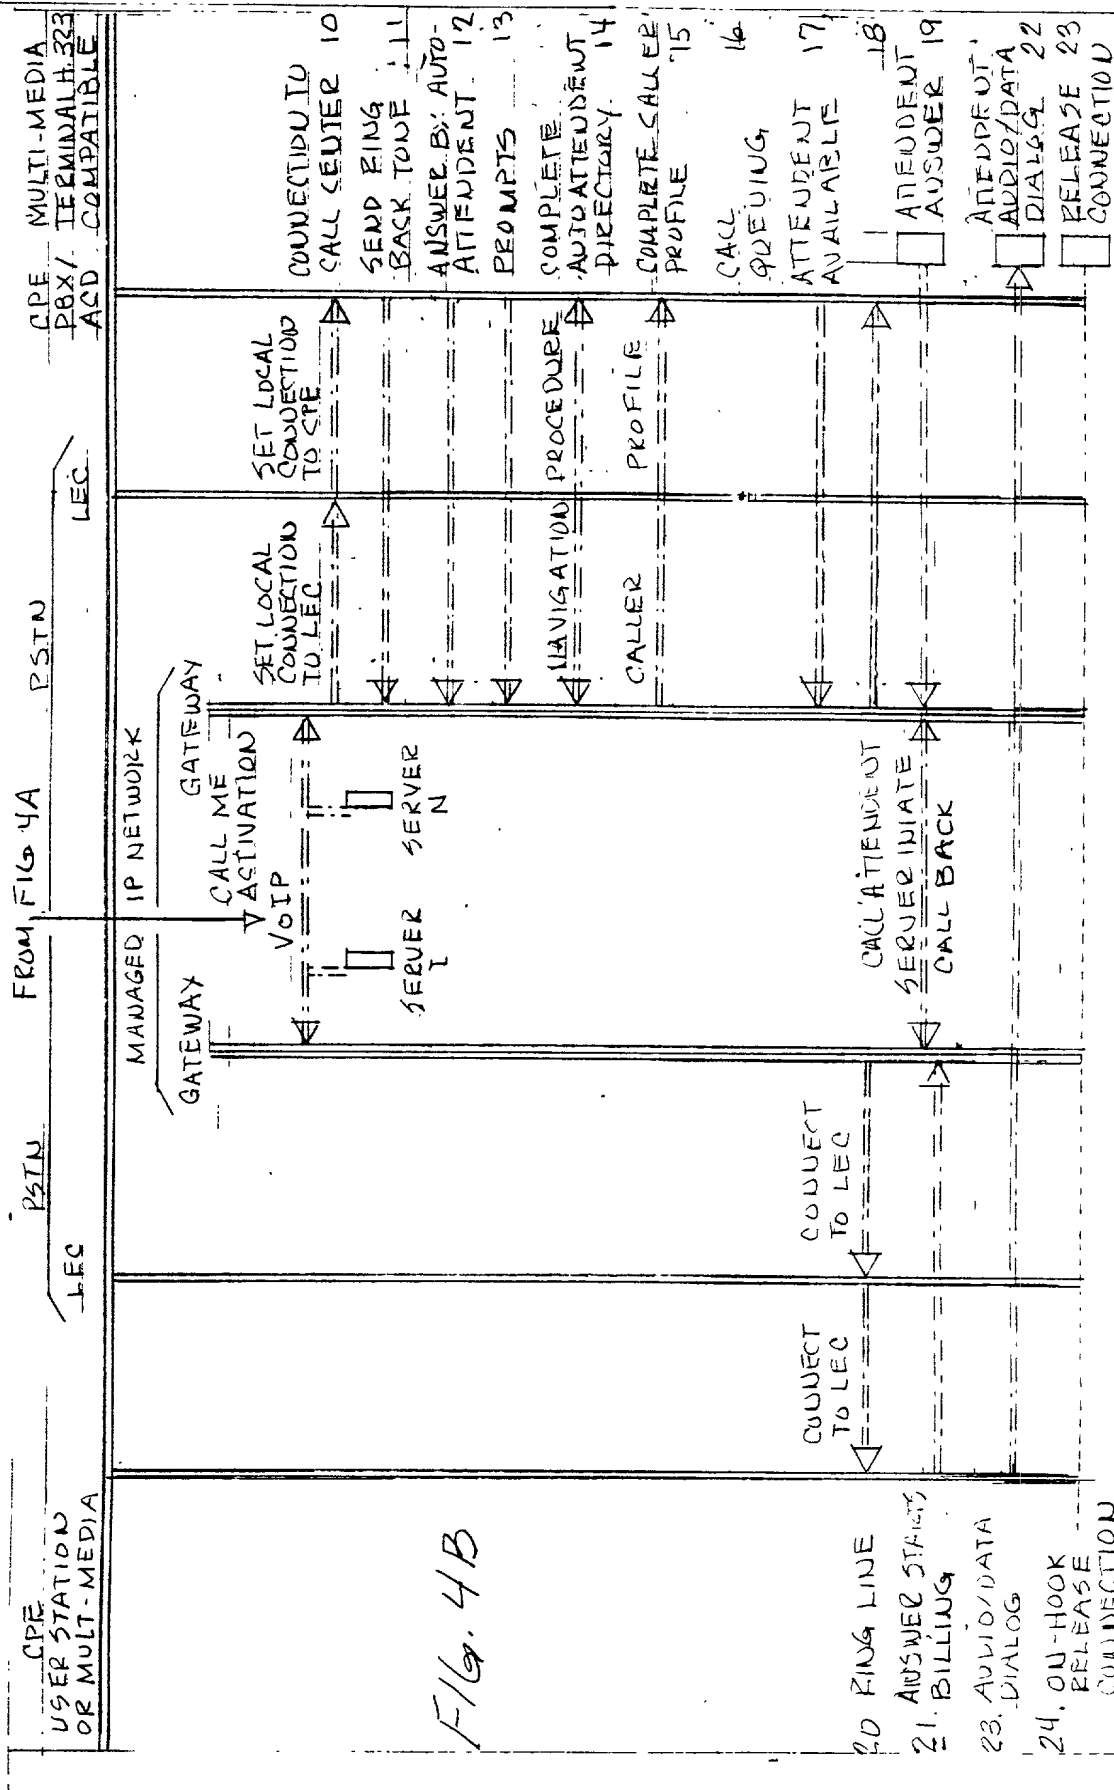 FROM FIG 4A
CPE
USER STATION
OR MULT-MEDIA
PSTN
LEC
MANAGED IP NETWORK
GATEWAY
GATEWAY
PSTN
LEC
CPE MULTI-MEDIA
PBX/ TERMINAL H.323
ACD COMPATIBLE
CALL ME
ACTIVATION
VOIP
SERVER
I
SERVER
N
SET LOCAL
CONNECTION
TO LEC
SET LOCAL
CONNECTION
TO CPE
CONNECTION TO
CALL CENTER 10
SEND RING
BACK TONE 11
ANSWER BY AUTO-
ATTENDENT 12
PROMPTS 13
NAVIGATION PROCEDURE
COMPLETE
AUTO ATTENDENT
DIRECTORY 14
CALLER PROFILE
COMPLETE CALLER
PROFILE 15
CALL 16
QUEUING
ATTENDENT 17
AVAILABLE
18
CONNECT
TO LEC
CONNECT
TO LEC
CALL ATTENDENT
SERVER INIATE
CALL BACK
ATTENDENT
ANSWER 19
ATTENDENT
AUDIO/DATA
DIALOG 22
RELEASE 23
CONNECTION
20 RING LINE
21. ANSWER STARTS
BILLING
23. AUDIO/DATA
DIALOG
24. ON-HOOK
RELEASE
CONNECTION
FIG. 4B